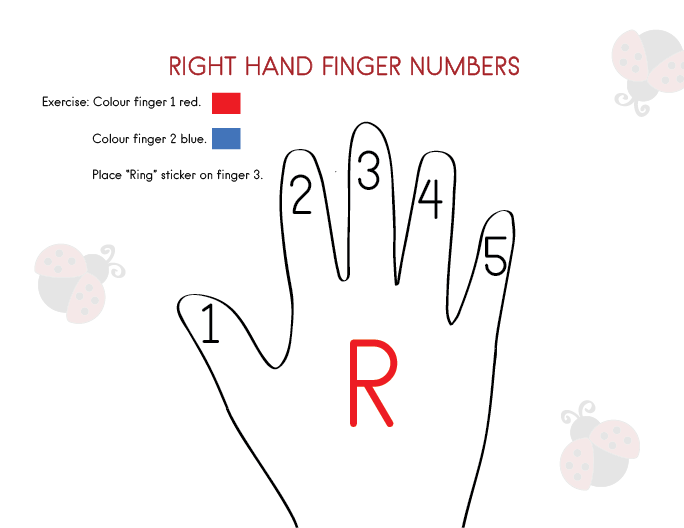 RIGHT HAND FINGER NUMBERS
Exercise: Colour finger 1 red.
Colour finger 2 blue.
Place "Ring" sticker on finger 3.
1
2
3
4
5
R